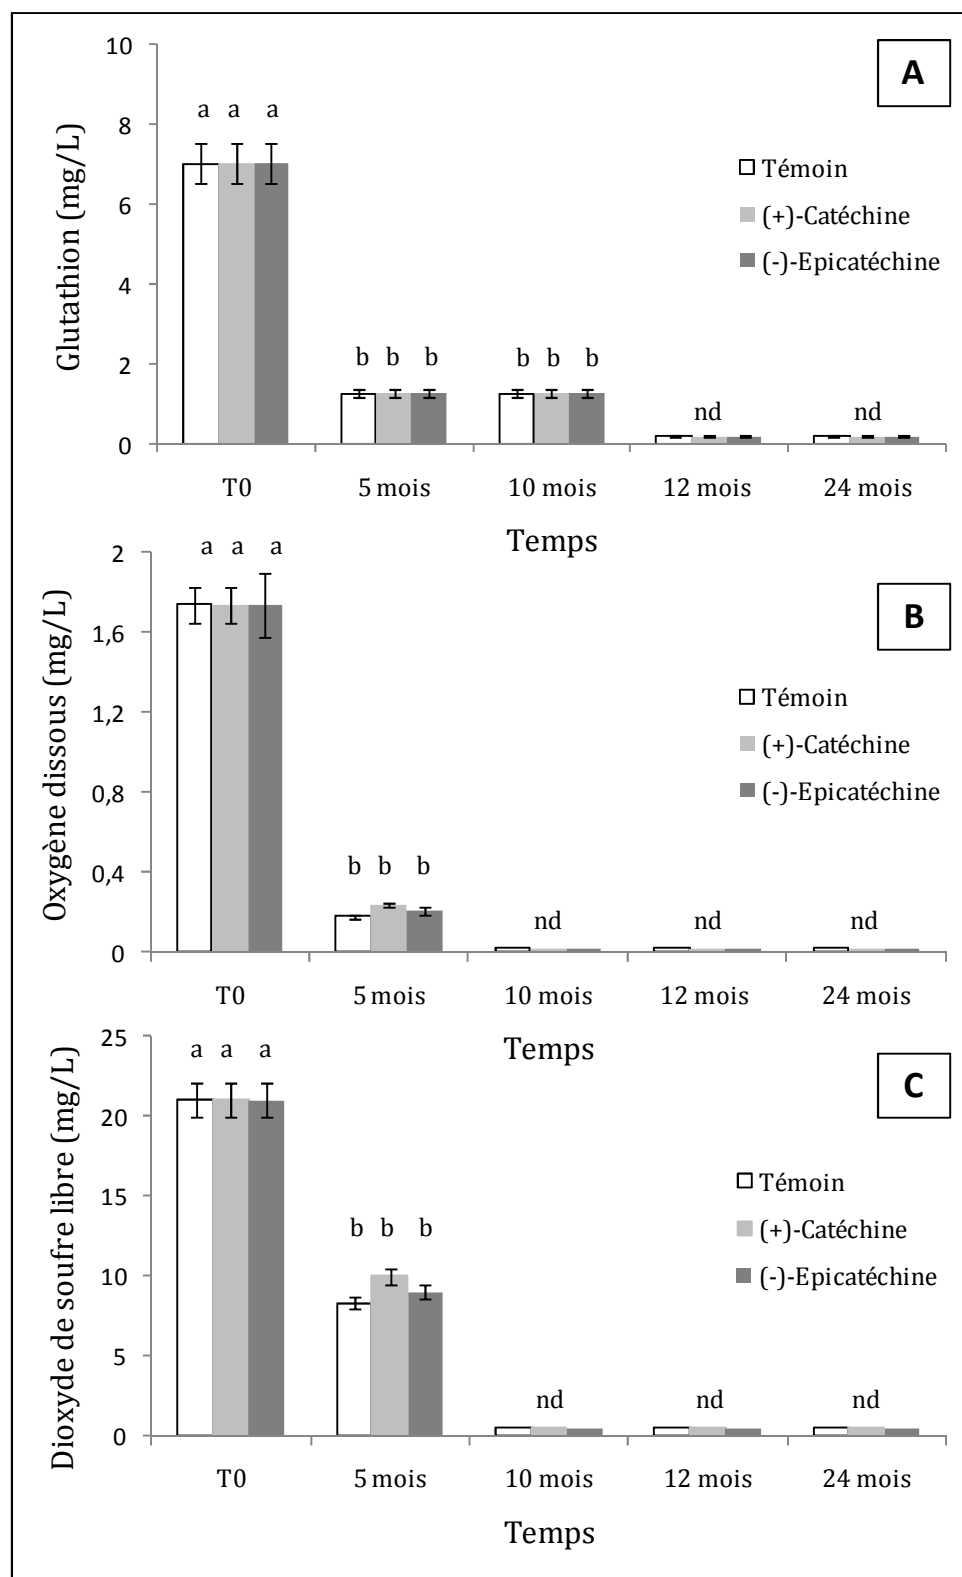 A
Glutathion (mg/L)
10
8
6
4
2
0
a a a
b b b
b b b
nd
nd
Témoin
(+)-Catéchine
(-)-Epicatéchine
T0 5 mois 10 mois 12 mois 24 mois
Temps
B
Oxygène dissous (mg/L)
2
1,6
1,2
0,8
0,4
0
a a a
b b b
nd
nd
nd
Témoin
(+)-Catéchine
(-)-Epicatéchine
T0 5 mois 10 mois 12 mois 24 mois
Temps
C
Dioxyde de soufre libre (mg/L)
25
20
15
10
5
0
a a a
b b b
nd
nd
nd
Témoin
(+)-Catéchine
(-)-Epicatéchine
T0 5 mois 10 mois 12 mois 24 mois
Temps